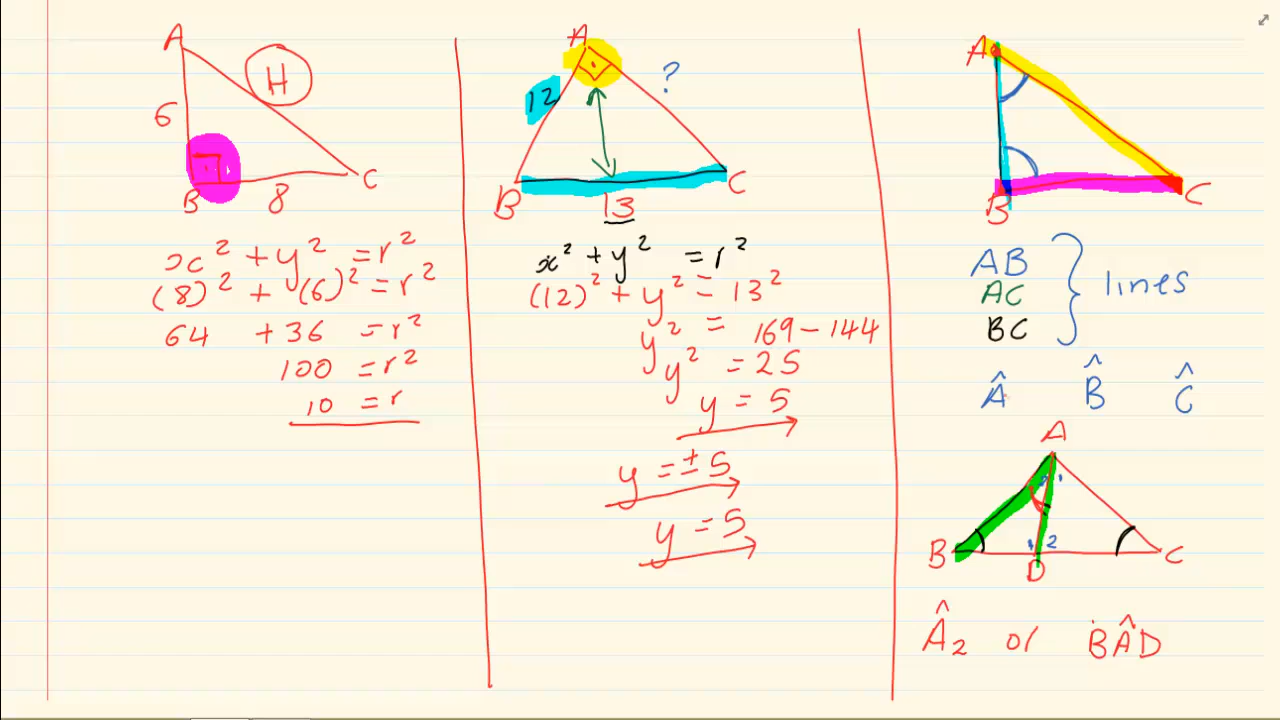 A
H
6
B
8
C
x² + y² = r²
(8)² + (6)² = r²
64 + 36 = r²
100 = r²
10 = r
A
12
?
B
13
C
x² + y² = r²
(12)² + y² = 13²
y² = 169 - 144
y² = 25
y = 5
y = ± 5
y = 5
A
B
C
AB
AC
BC
} lines
Â B̂ Ĉ
A
2 1
B
1 2
D
C
Â₂ or BÂD